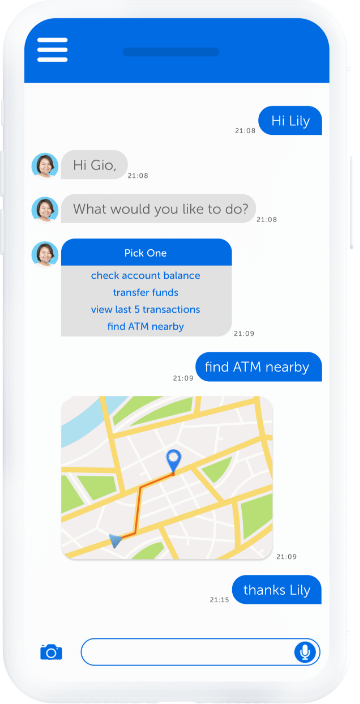 Hi Lily
21:08
Hi Gio,
21:08
What would you like to do?
21:08
Pick One
check account balance
transfer funds
view last 5 transactions
find ATM nearby
21:09
find ATM nearby
21:09
21:09
thanks Lily
21:15